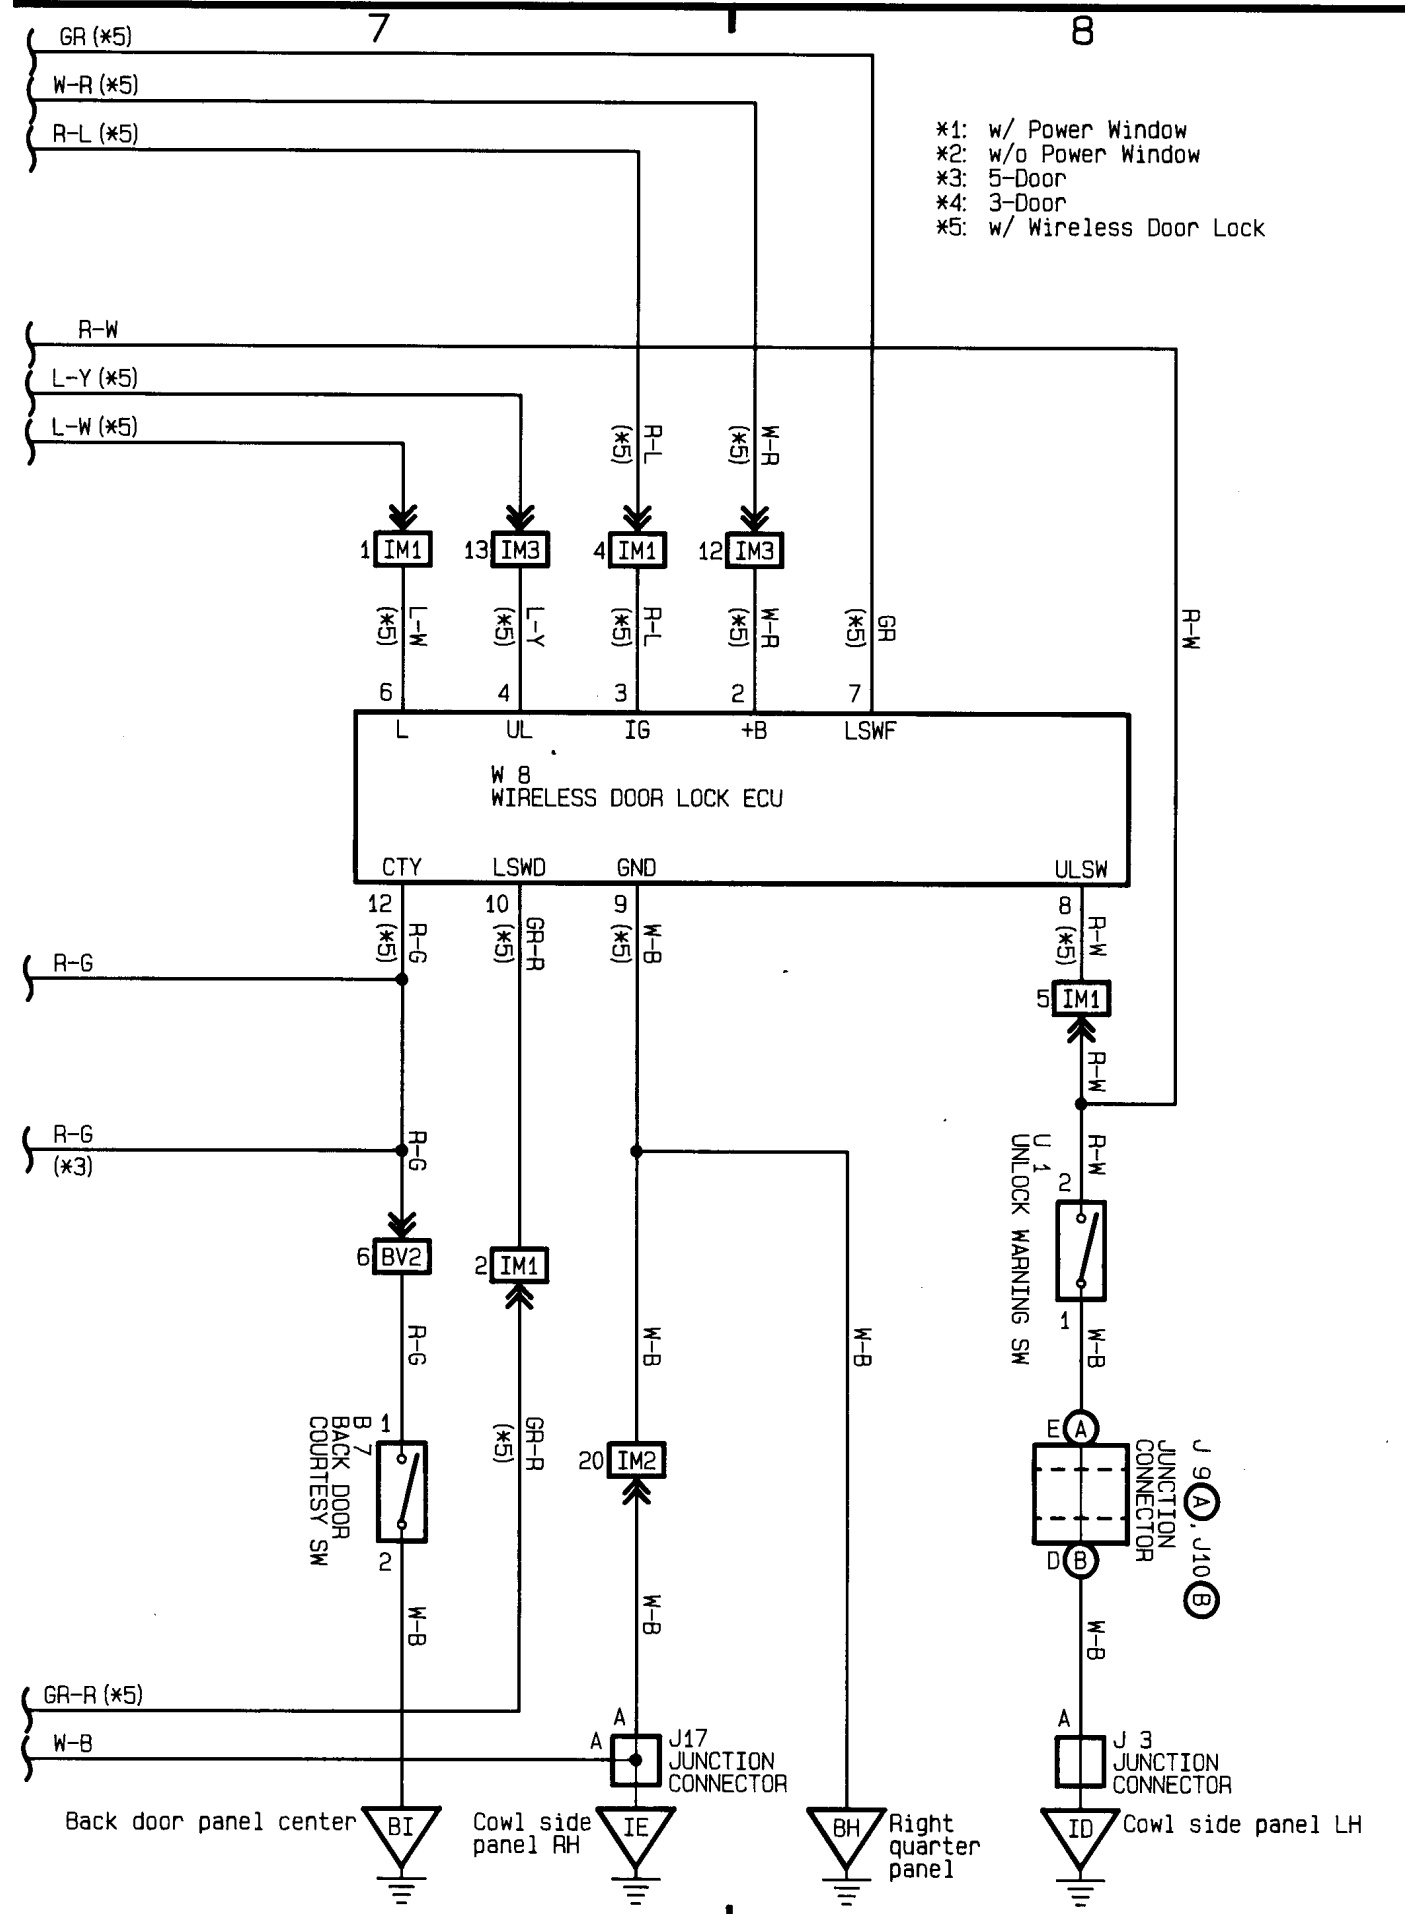 7
8
GR (*5)
W-R (*5)
R-L (*5)
*1: w/ Power Window
*2: w/o Power Window
*3: 5-Door
*4: 3-Door
*5: w/ Wireless Door Lock
R-W
L-Y (*5)
L-W (*5)
R-L
(*5)
W-R
(*5)
1 IM1
13 IM3
4 IM1
12 IM3
L-W
(*5)
L-Y
(*5)
R-L
(*5)
W-R
(*5)
GR
(*5)
R-W
6
4
3
2
7
L
UL
IG
+B
LSWF
W 8
WIRELESS DOOR LOCK ECU
CTY
LSWD
GND
ULSW
12
10
9
8
R-G
(*5)
GR-R
(*5)
W-B
(*5)
R-W
(*5)
R-G
5 IM1
R-W
R-G
(*3)
R-G
R-W
2
U 1
UNLOCK WARNING SW
1
6 BV2
2 IM1
R-G
W-B
W-B
W-B
1
B 7
BACK DOOR
COURTESY SW
2
GR-R
(*5)
20 IM2
E A
J 9 A, J10 B
JUNCTION
CONNECTOR
D B
W-B
W-B
W-B
GR-R (*5)
W-B
A
A
J17
JUNCTION
CONNECTOR
A
J 3
JUNCTION
CONNECTOR
Back door panel center
BI
Cowl side
panel RH
IE
BH
Right
quarter
panel
ID
Cowl side panel LH